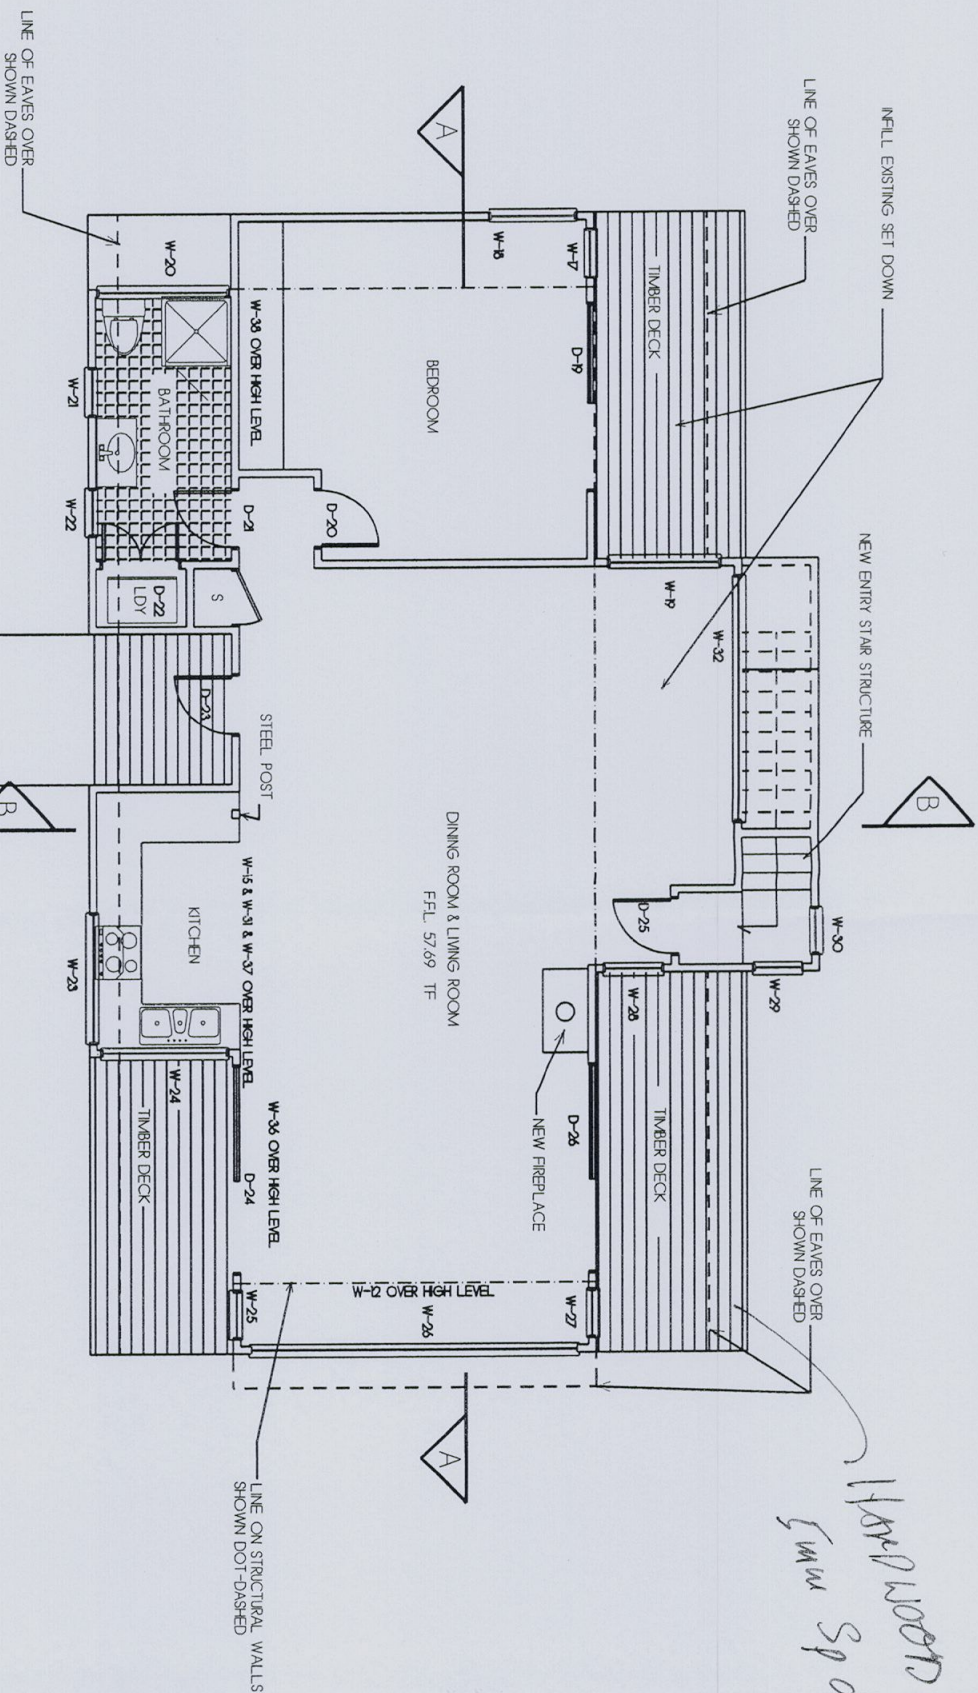 HARDWOOD
5mm
B
INFILL EXISTING SET DOWN
NEW ENTRY STAIR STRUCTURE
W-30
LINE OF EAVES OVER
SHOWN DASHED
LINE OF EAVES OVER
SHOWN DASHED
W-29
W-32
TIMBER DECK
W-19
D-25
W-28
TIMBER DECK
W-17
D-19
D-26
W-27
NEW FIREPLACE
W-18
BEDROOM
DINING ROOM & LIVING ROOM
F.F.L. 57.69 TF
W-26
W-12 OVER HIGH LEVEL
A
A
D-20
W-38 OVER HIGH LEVEL
D-21
STEEL POST
W-15 & W-31 & W-37 OVER HIGH LEVEL
W-36 OVER HIGH LEVEL
D-24
W-25
LINE ON STRUCTURAL WALLS
SHOWN DOT-DASHED
S
D-23
KITCHEN
W-20
BATHROOM
D-22
LDY
W-24
TIMBER DECK
W-21
W-22
W-23
LINE OF EAVES OVER
SHOWN DASHED
B